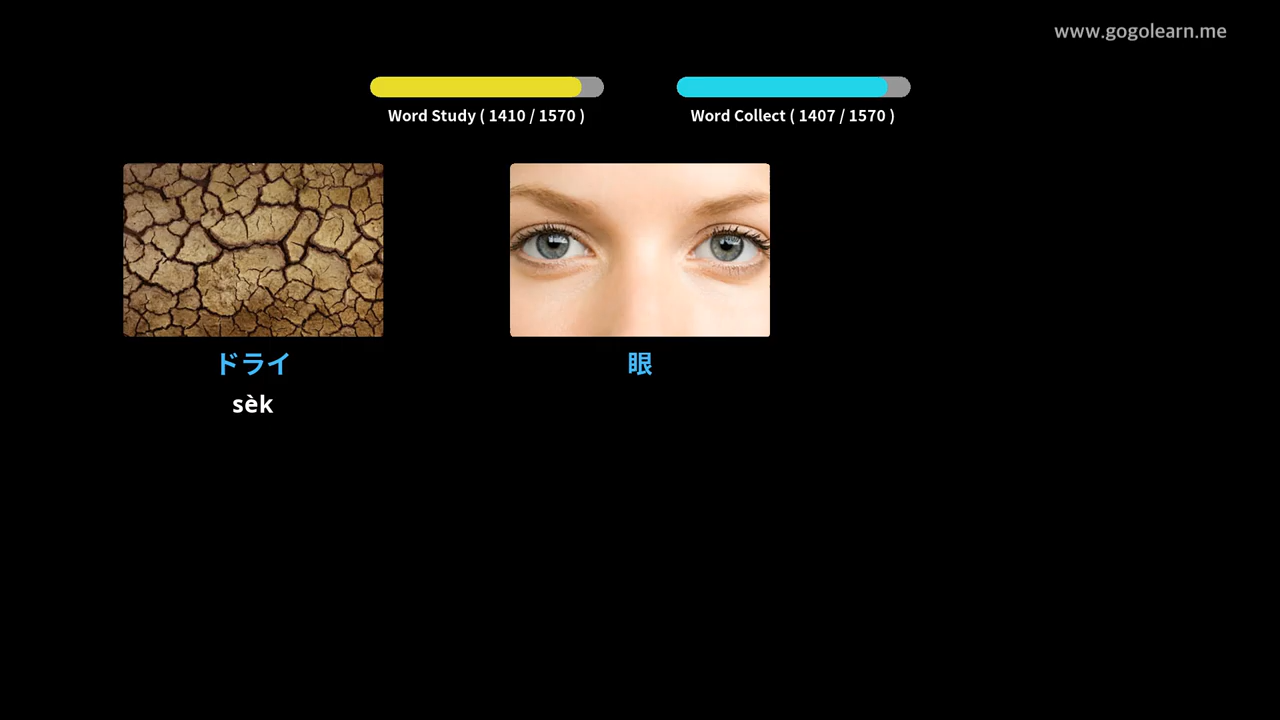 www.gogolearn.me
Word Study ( 1410 / 1570 )
Word Collect ( 1407 / 1570 )
ドライ
眼
sèk